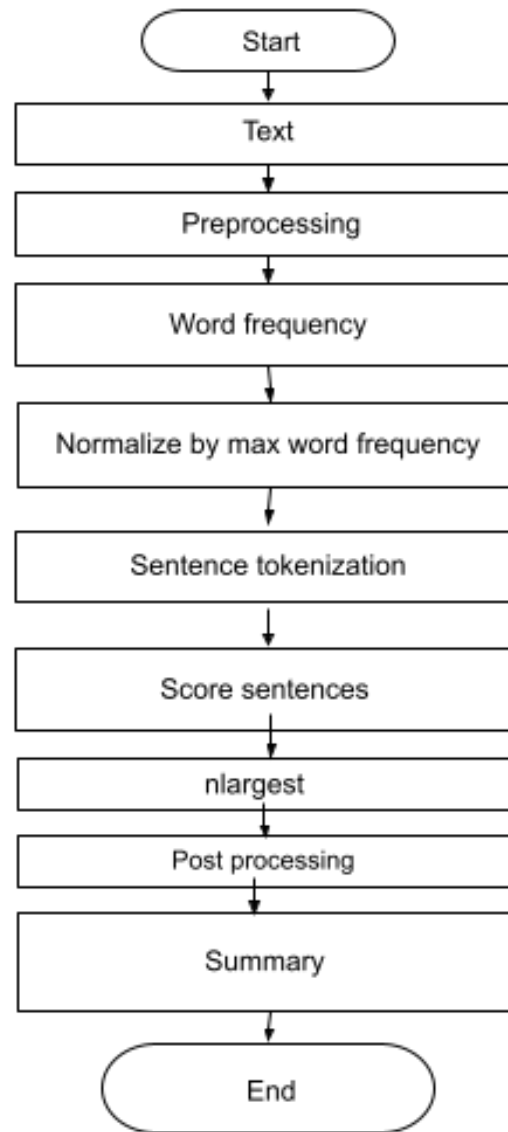 Start
Text
Preprocessing
Word frequency
Normalize by max word frequency
Sentence tokenization
Score sentences
nlargest
Post processing
Summary
End